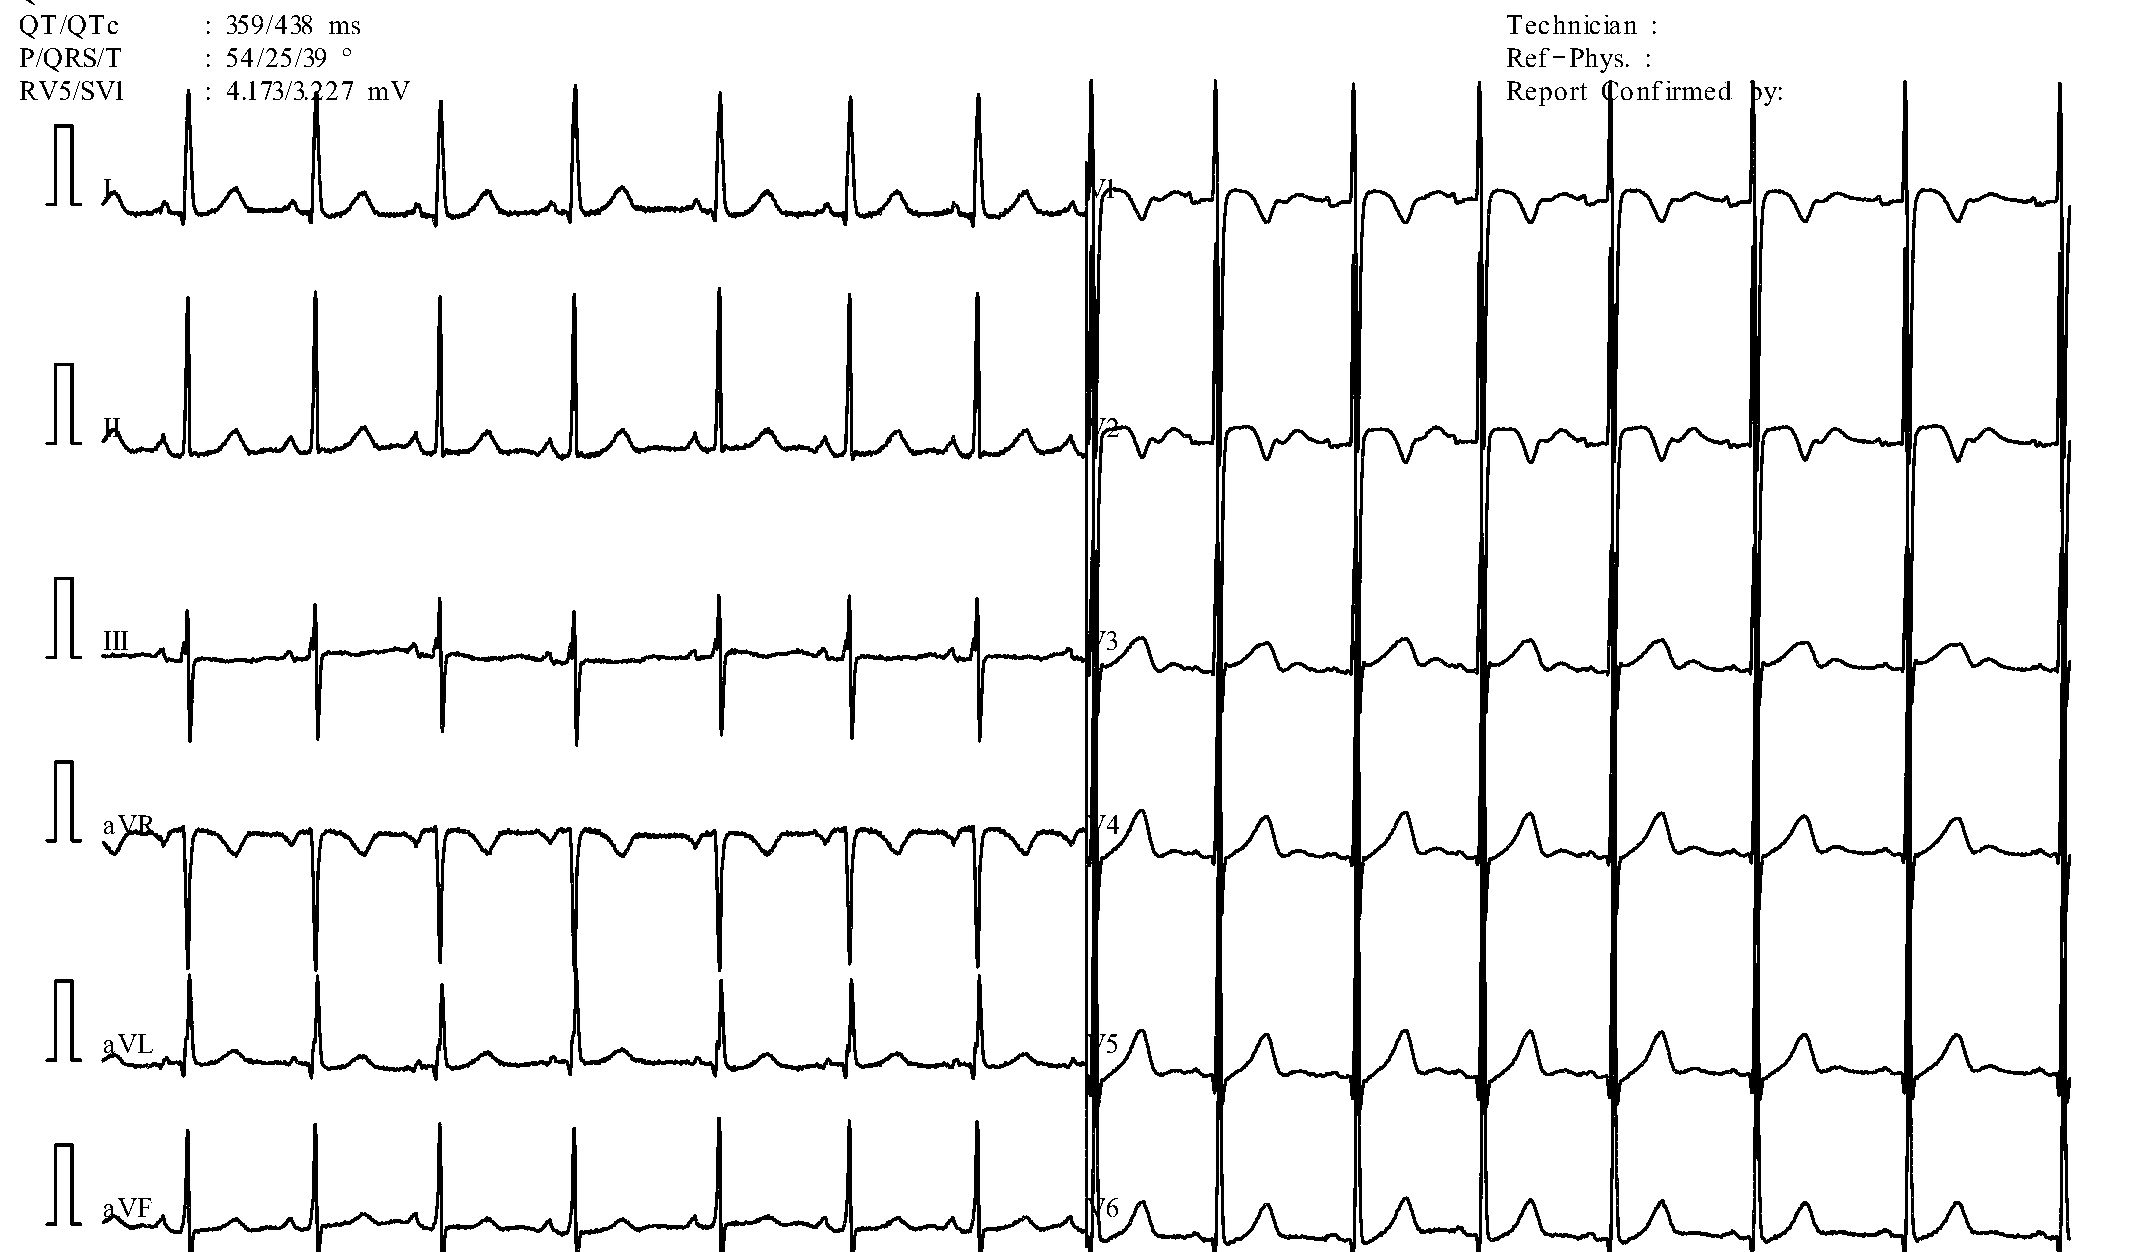 QT/QTc : 359/438 ms
P/QRS/T : 54/25/39 °
RV5/SV1 : 4.173/3.227 mV
Technician :
Ref-Phys. :
Report Confirmed by:
I
II
III
aVR
aVL
aVF
V1
V2
V3
V4
V5
V6